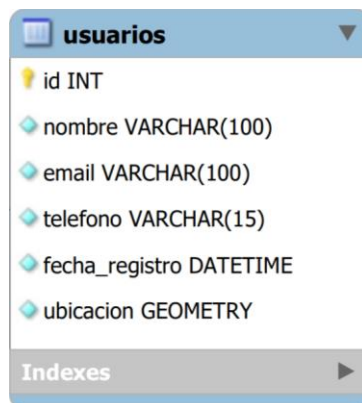 usuarios
id INT
nombre VARCHAR(100)
email VARCHAR(100)
telefono VARCHAR(15)
fecha_registro DATETIME
ubicacion GEOMETRY
Indexes